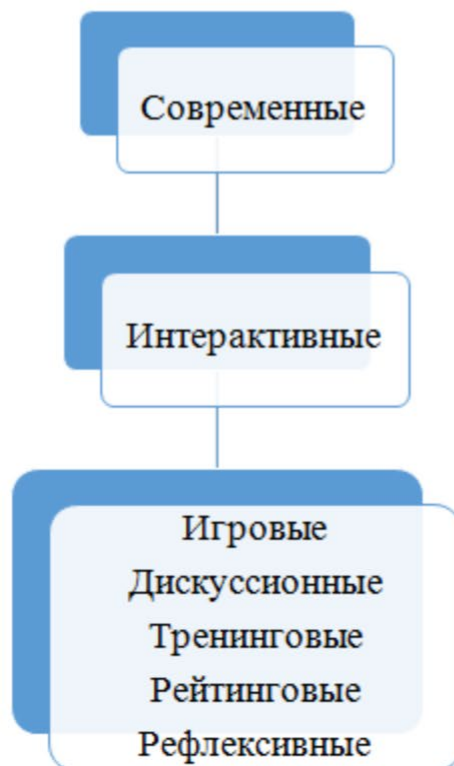 Современные
Интерактивные
Игровые
Дискуссионные
Тренинговые
Рейтинговые
Рефлексивные